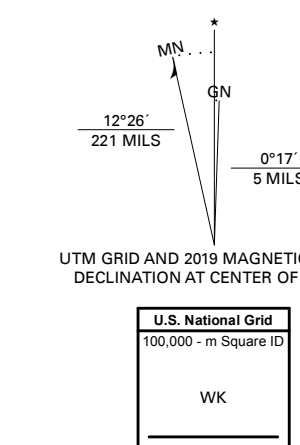 ★
MN
GN
12°26´
221 MILS
0°17´
5 MILS
UTM GRID AND 2019 MAGNETIC
DECLINATION AT CENTER OF
U.S. National Grid
100,000 - m Square ID
WK